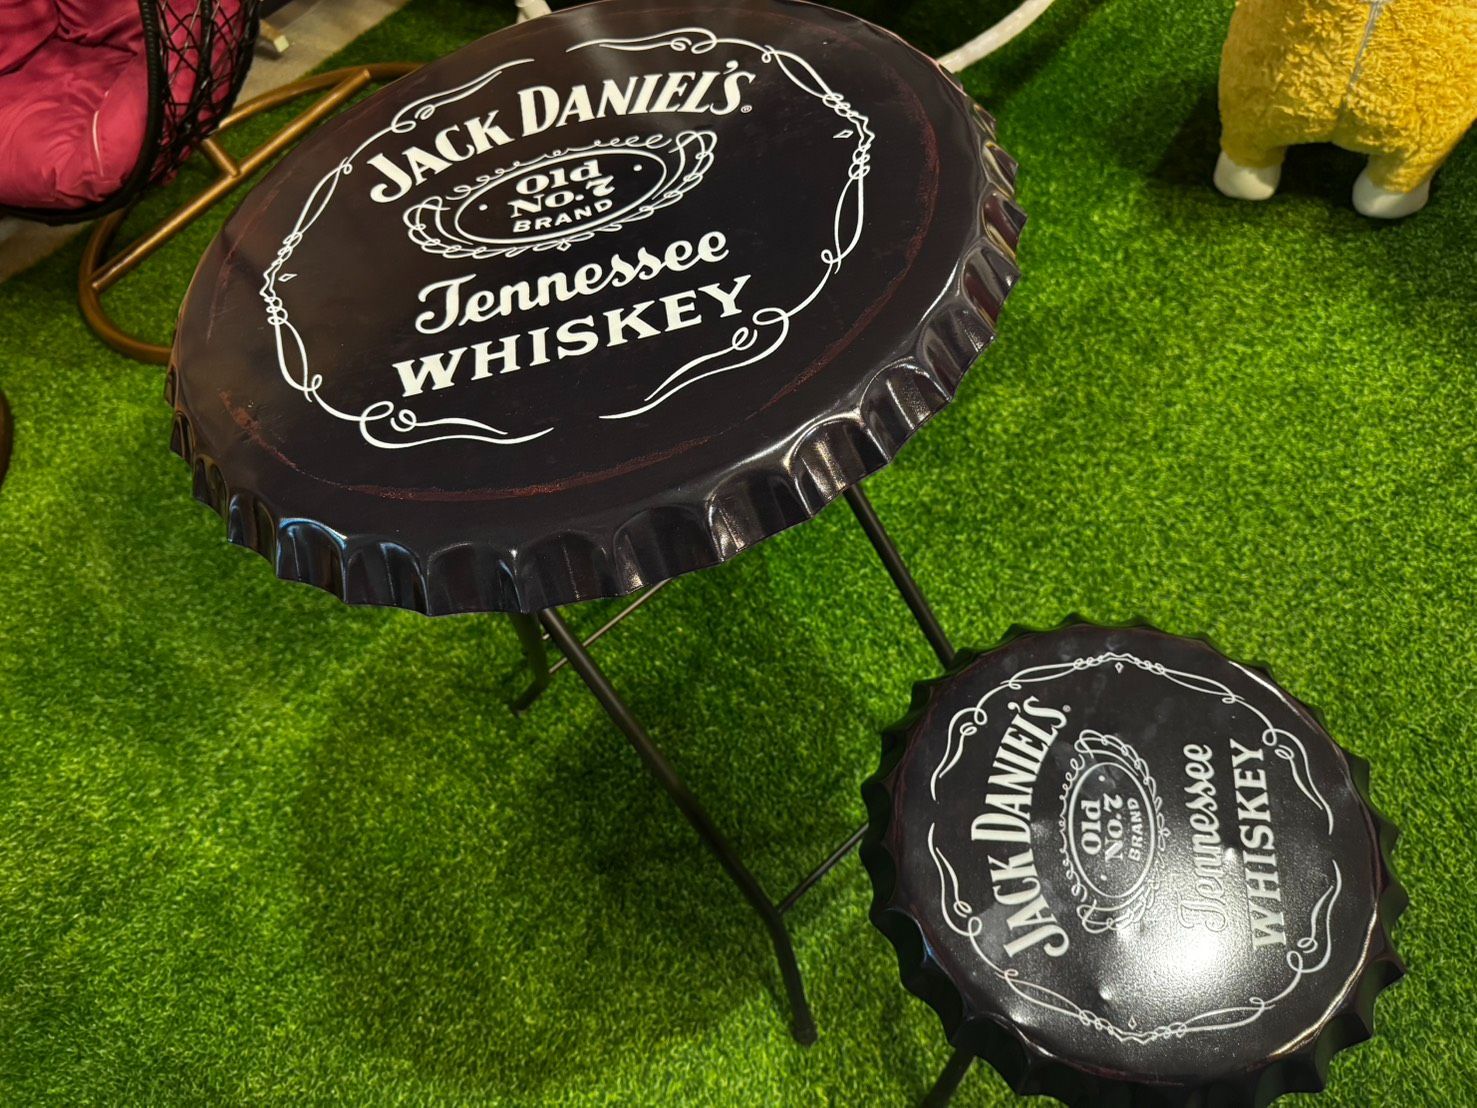 JACK DANIEL'S®
Old
No. 7
BRAND
Tennessee
WHISKEY
JACK DANIEL'S®
Old
No. 7
BRAND
Tennessee
WHISKEY